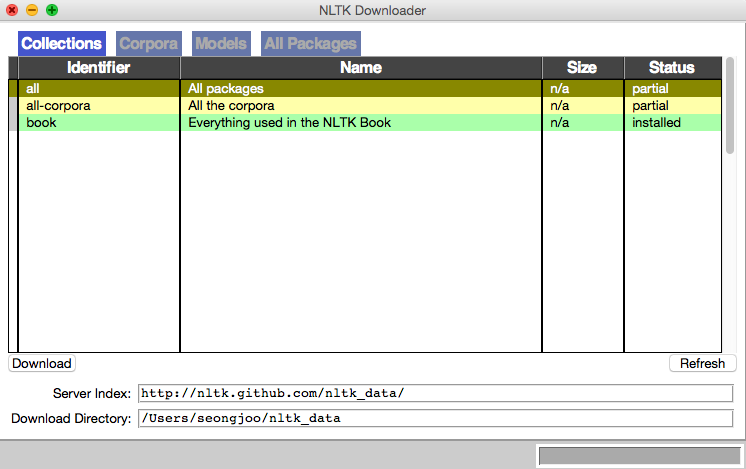 NLTK Downloader
Collections Corpora Models All Packages
Identifier Name Size Status
all All packages n/a partial
all-corpora All the corpora n/a partial
book Everything used in the NLTK Book n/a installed
Download Refresh
Server Index: http://nltk.github.com/nltk_data/
Download Directory: /Users/seongjoo/nltk_data